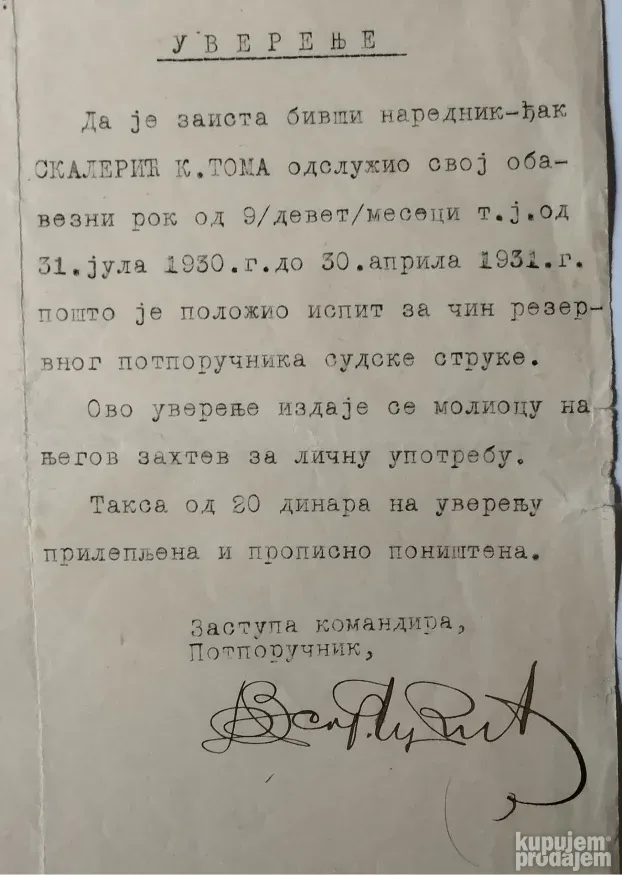 УВЕРЕЊЕ
Да је заиста бивши наредник-ђак
СКАЛЕРИЋ К.ТОМА одслужио свој оба-
везни рок од 9/девет/месеци т.ј.од
31.јула 1930.г.до 30.априла 1931.г.
пошто је положио испит за чин резер-
вног потпоручника судске струке.
Ово уверење издаје се молиоцу на
његов захтев за личну употребу.
Такса од 20 динара на уверењу
прилепљена и прописно поништена.
Заступа командира,
Потпоручник,
kupujem
prodajem